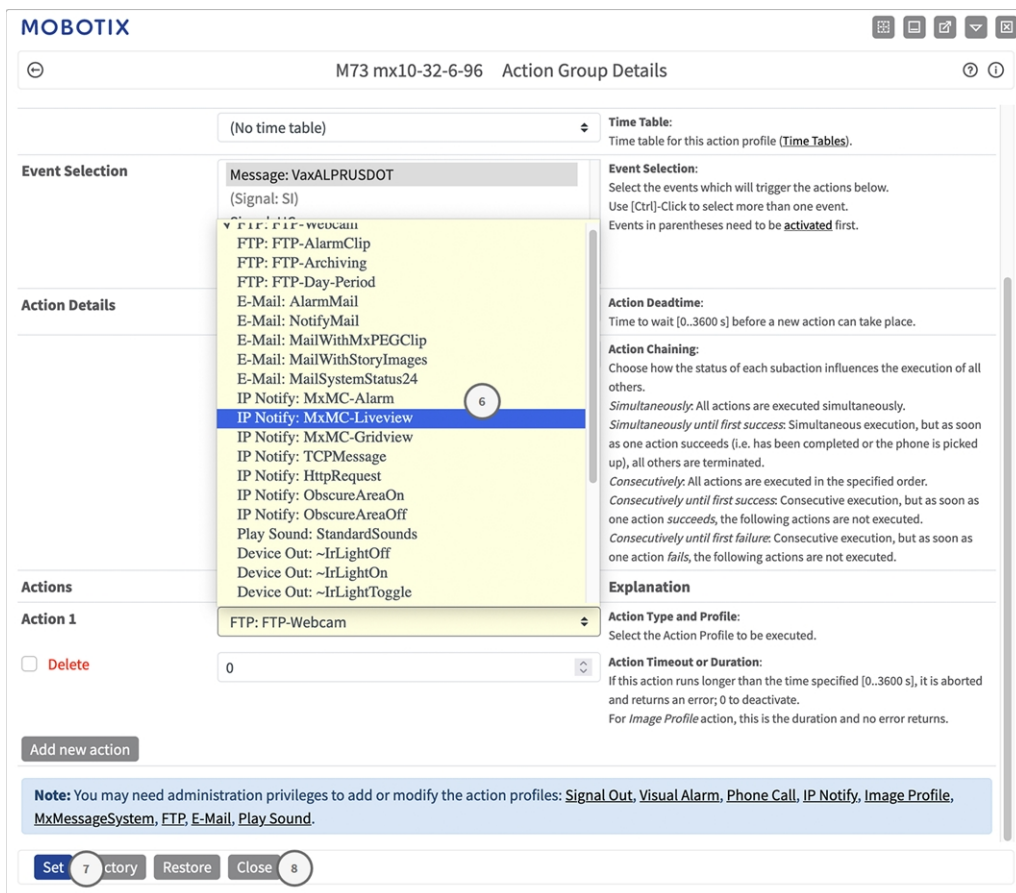 MOBOTIX
M73 mx10-32-6-96 Action Group Details
(No time table)
Time Table:
Time table for this action profile (Time Tables).
Event Selection
Message: VaxALPRUSDOT
(Signal: SI)
Event Selection:
Select the events which will trigger the actions below.
Use [Ctrl]-Click to select more than one event.
Events in parentheses need to be activated first.
FTP: FTP-Webcam
FTP: FTP-AlarmClip
FTP: FTP-Archiving
FTP: FTP-Day-Period
E-Mail: AlarmMail
E-Mail: NotifyMail
E-Mail: MailWithMxPEGClip
E-Mail: MailWithStoryImages
E-Mail: MailSystemStatus24
IP Notify: MxMC-Alarm
6
IP Notify: MxMC-Liveview
IP Notify: MxMC-Gridview
IP Notify: TCPMessage
IP Notify: HttpRequest
IP Notify: ObscureAreaOn
IP Notify: ObscureAreaOff
Play Sound: StandardSounds
Device Out: ~IrLightOff
Device Out: ~IrLightOn
Device Out: ~IrLightToggle
Action Details
Action Deadtime:
Time to wait [0..3600 s] before a new action can take place.
Action Chaining:
Choose how the status of each subaction influences the execution of all
others.
Simultaneously: All actions are executed simultaneously.
Simultaneously until first success: Simultaneous execution, but as soon
as one action succeeds (i.e. has been completed or the phone is picked
up), all others are terminated.
Consecutively: All actions are executed in the specified order.
Consecutively until first success: Consecutive execution, but as soon as
one action succeeds, the following actions are not executed.
Consecutively until first failure: Consecutive execution, but as soon as
one action fails, the following actions are not executed.
Actions
Explanation
Action 1
FTP: FTP-Webcam
Action Type and Profile:
Select the Action Profile to be executed.
Delete
0
Action Timeout or Duration:
If this action runs longer than the time specified [0..3600 s], it is aborted
and returns an error; 0 to deactivate.
For Image Profile action, this is the duration and no error returns.
Add new action
Note: You may need administration privileges to add or modify the action profiles: Signal Out, Visual Alarm, Phone Call, IP Notify, Image Profile,
MxMessageSystem, FTP, E-Mail, Play Sound.
Set 7 ctory Restore Close 8